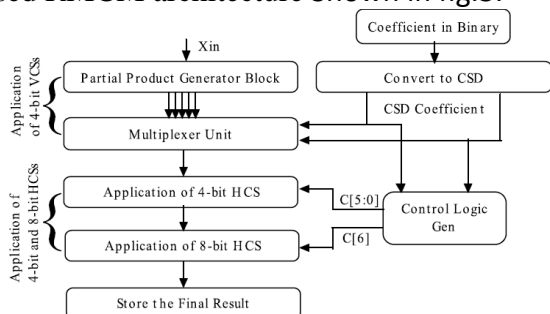 sed RMCM architecture Shown in fig.3.
Coefficient in Binary
Xin
Partial Product Generator Block
Convert to CSD
Application of 4-bit VCSs
CSD Coefficient
Multiplexer Unit
Application of 4-bit HCS
C[5:0]
Control Logic Gen
Application of 4-bit and 8-bit HCSs
Application of 8-bit HCS
C[6]
Store the Final Result